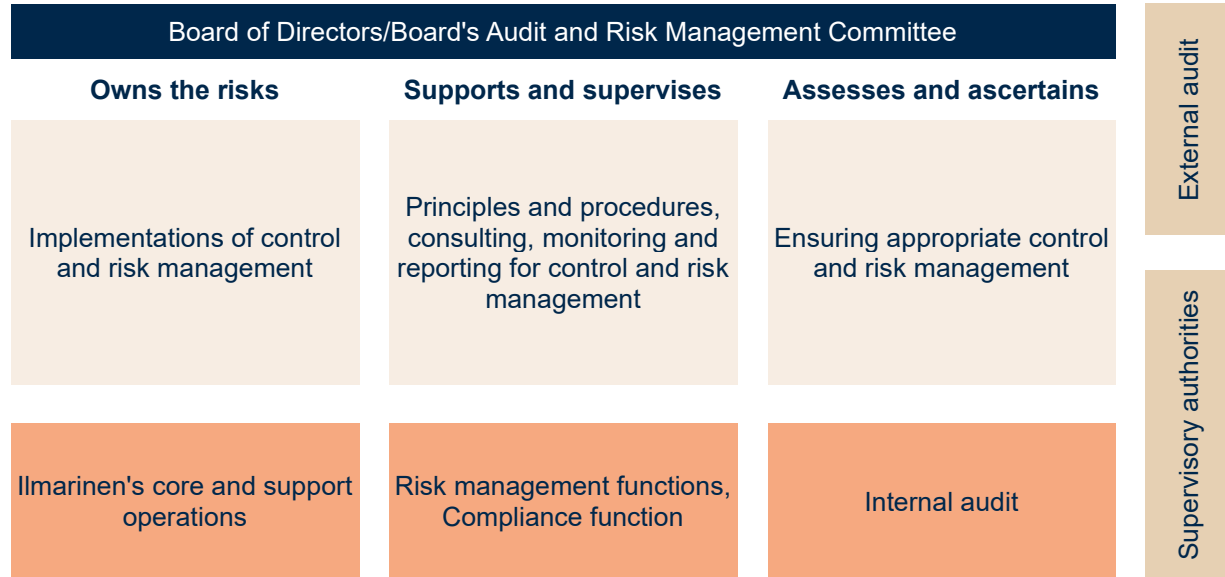 Board of Directors/Board's Audit and Risk Management Committee
Owns the risks
Supports and supervises
Assesses and ascertains
Implementations of control
and risk management
Principles and procedures,
consulting, monitoring and
reporting for control and risk
management
Ensuring appropriate control
and risk management
Ilmarinen's core and support
operations
Risk management functions,
Compliance function
Internal audit
External audit
Supervisory authorities